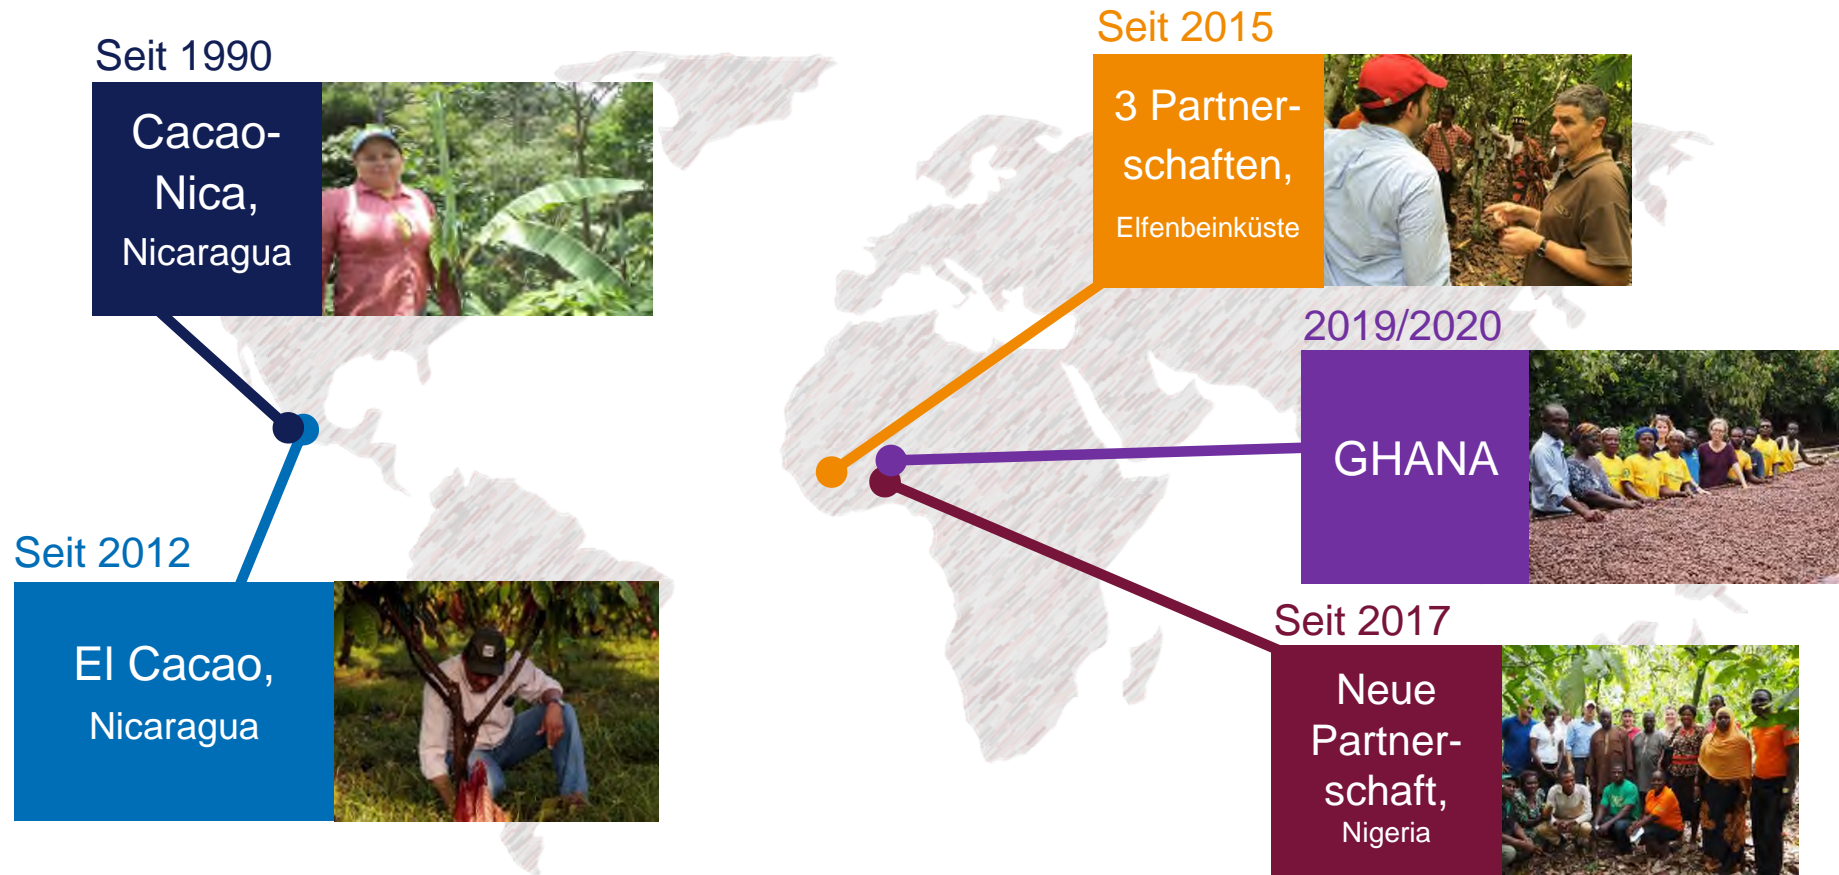 Seit 1990
Cacao-
Nica,
Nicaragua
Seit 2012
El Cacao,
Nicaragua
Seit 2015
3 Partner-
schaften,
Elfenbeinküste
2019/2020
GHANA
Seit 2017
Neue
Partner-
schaft,
Nigeria